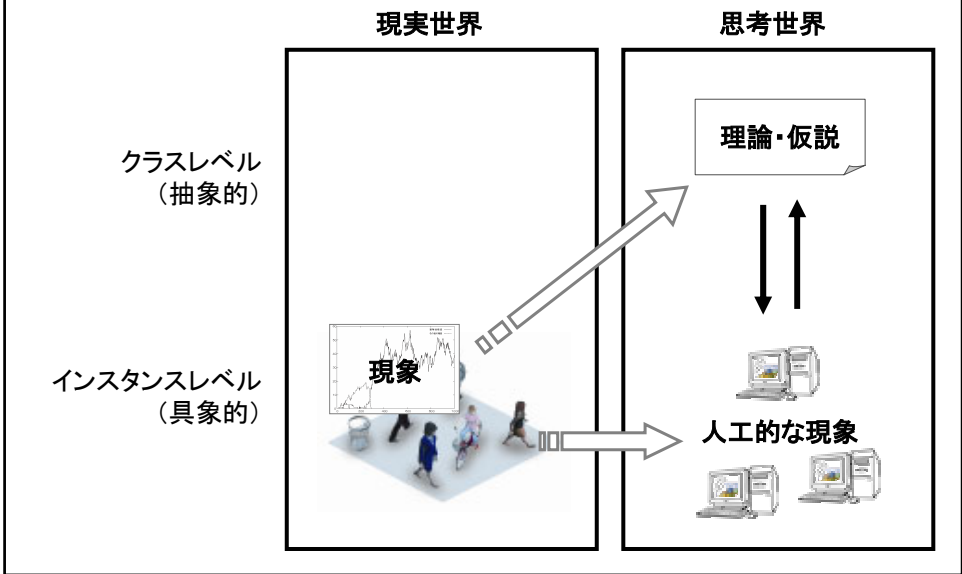 現実世界
思考世界
クラスレベル
（抽象的）
理論・仮説
インスタンスレベル
（具象的）
現象
人工的な現象